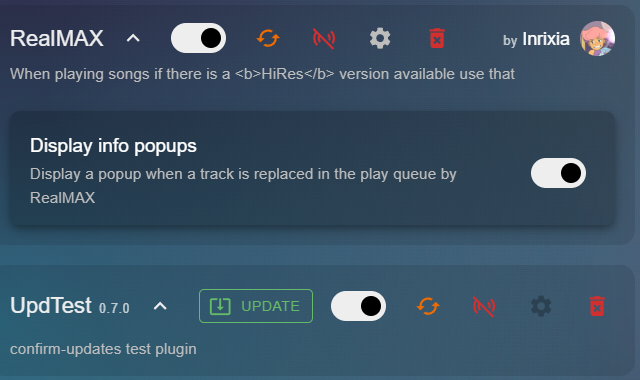 RealMAX
by Inrixia
When playing songs if there is a <b>HiRes</b> version available use that
Display info popups
Display a popup when a track is replaced in the play queue by
RealMAX
UpdTest 0.7.0
UPDATE
confirm-updates test plugin